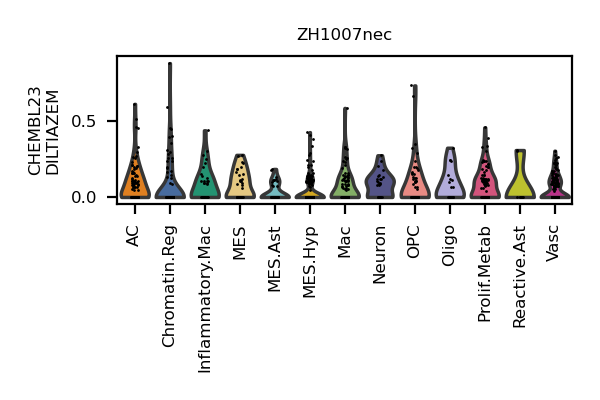 ZH1007nec
CHEMBL23
DILTIAZEM
0.5
0.0
AC
Chromatin.Reg
Inflammatory.Mac
MES
MES.Ast
MES.Hyp
Mac
Neuron
OPC
Oligo
Prolif.Metab
Reactive.Ast
Vasc